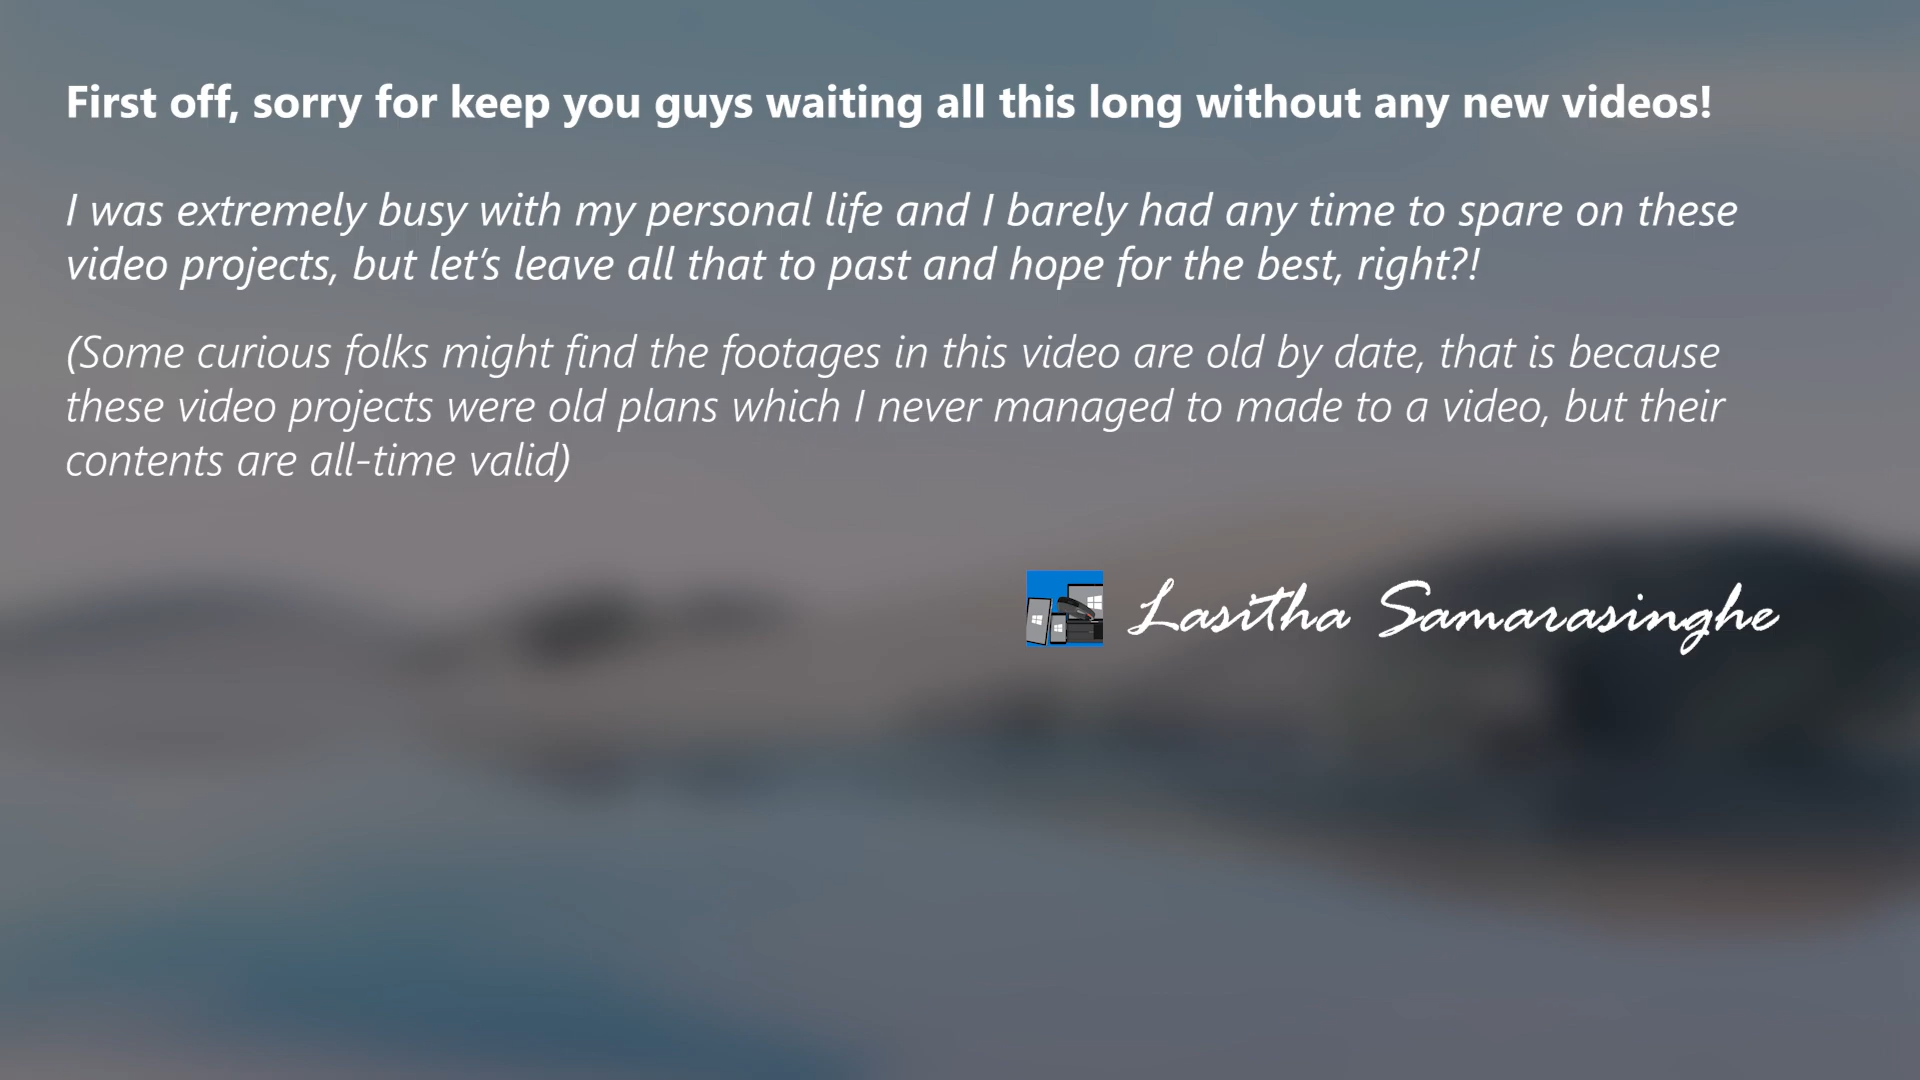 First off, sorry for keep you guys waiting all this long without any new videos!
I was extremely busy with my personal life and I barely had any time to spare on these
video projects, but let’s leave all that to past and hope for the best, right?!
(Some curious folks might find the footages in this video are old by date, that is because
these video projects were old plans which I never managed to made to a video, but their
contents are all-time valid)
Lasitha Samarasinghe